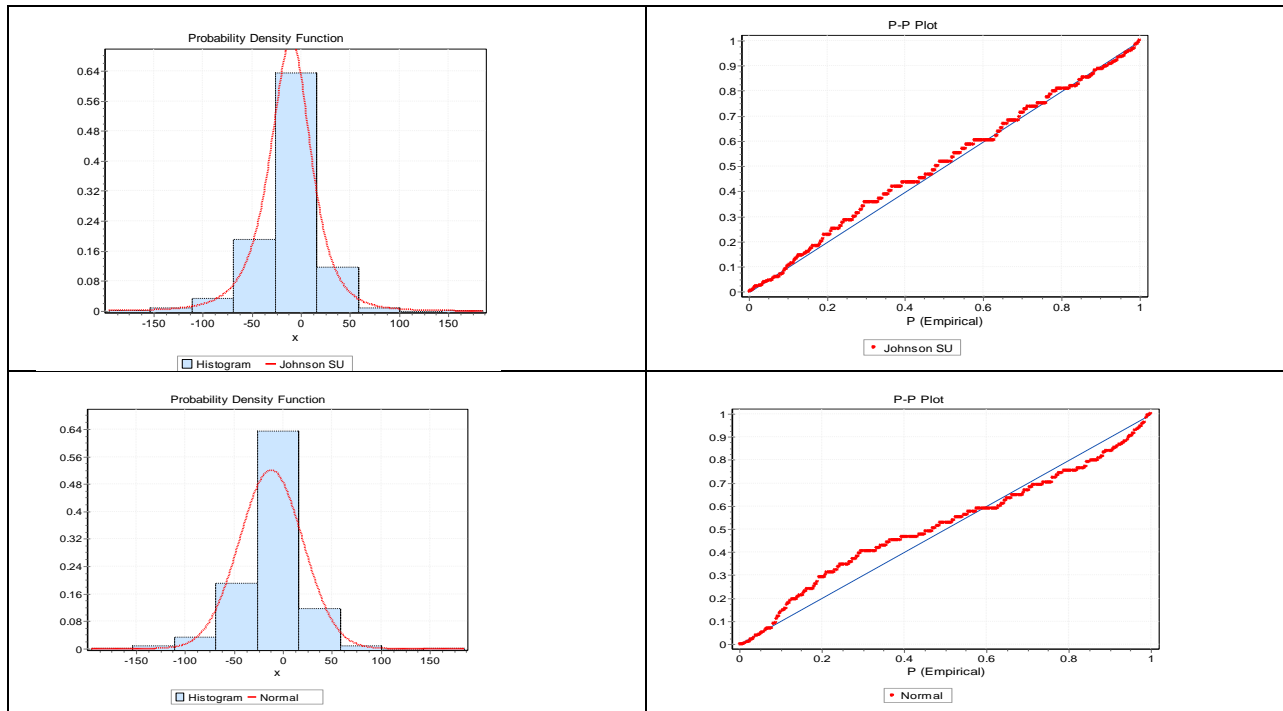 Probability Density Function
0.64
0.56
0.48
0.4
0.32
0.24
0.16
0.08
0
-150 -100 -50 0 50 100 150
x
Histogram Johnson SU
P-P Plot
1
0.9
0.8
0.7
0.6
0.5
0.4
0.3
0.2
0.1
0
0 0.2 0.4 0.6 0.8 1
P (Empirical)
Johnson SU
Probability Density Function
0.64
0.56
0.48
0.4
0.32
0.24
0.16
0.08
0
-150 -100 -50 0 50 100 150
x
Histogram Normal
P-P Plot
1
0.9
0.8
0.7
0.6
0.5
0.4
0.3
0.2
0.1
0
0 0.2 0.4 0.6 0.8 1
P (Empirical)
Normal